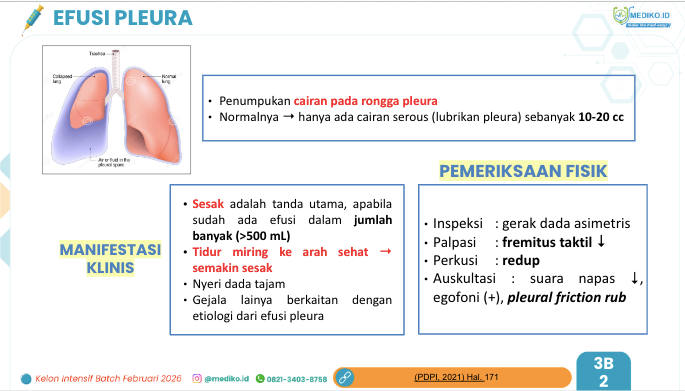 EFUSI PLEURA
MEDIKO.ID
Trachea
Collapsed
lung
Normal
lung
Air or fluid in the
pleural space
• Penumpukan cairan pada rongga pleura
• Normalnya → hanya ada cairan serous (lubrikan pleura) sebanyak 10-20 cc
PEMERIKSAAN FISIK
MANIFESTASI
KLINIS
• Sesak adalah tanda utama, apabila
sudah ada efusi dalam jumlah
banyak (>500 mL)
• Tidur miring ke arah sehat →
semakin sesak
• Nyeri dada tajam
• Gejala lainya berkaitan dengan
etiologi dari efusi pleura
• Inspeksi : gerak dada asimetris
• Palpasi : fremitus taktil ↓
• Perkusi : redup
• Auskultasi : suara napas ↓,
egofoni (+), pleural friction rub
Kelon Intensif Batch Februari 2026
@mediko.id
0821-3403-8758
(PDPI, 2021) Hal. 171
3B
2